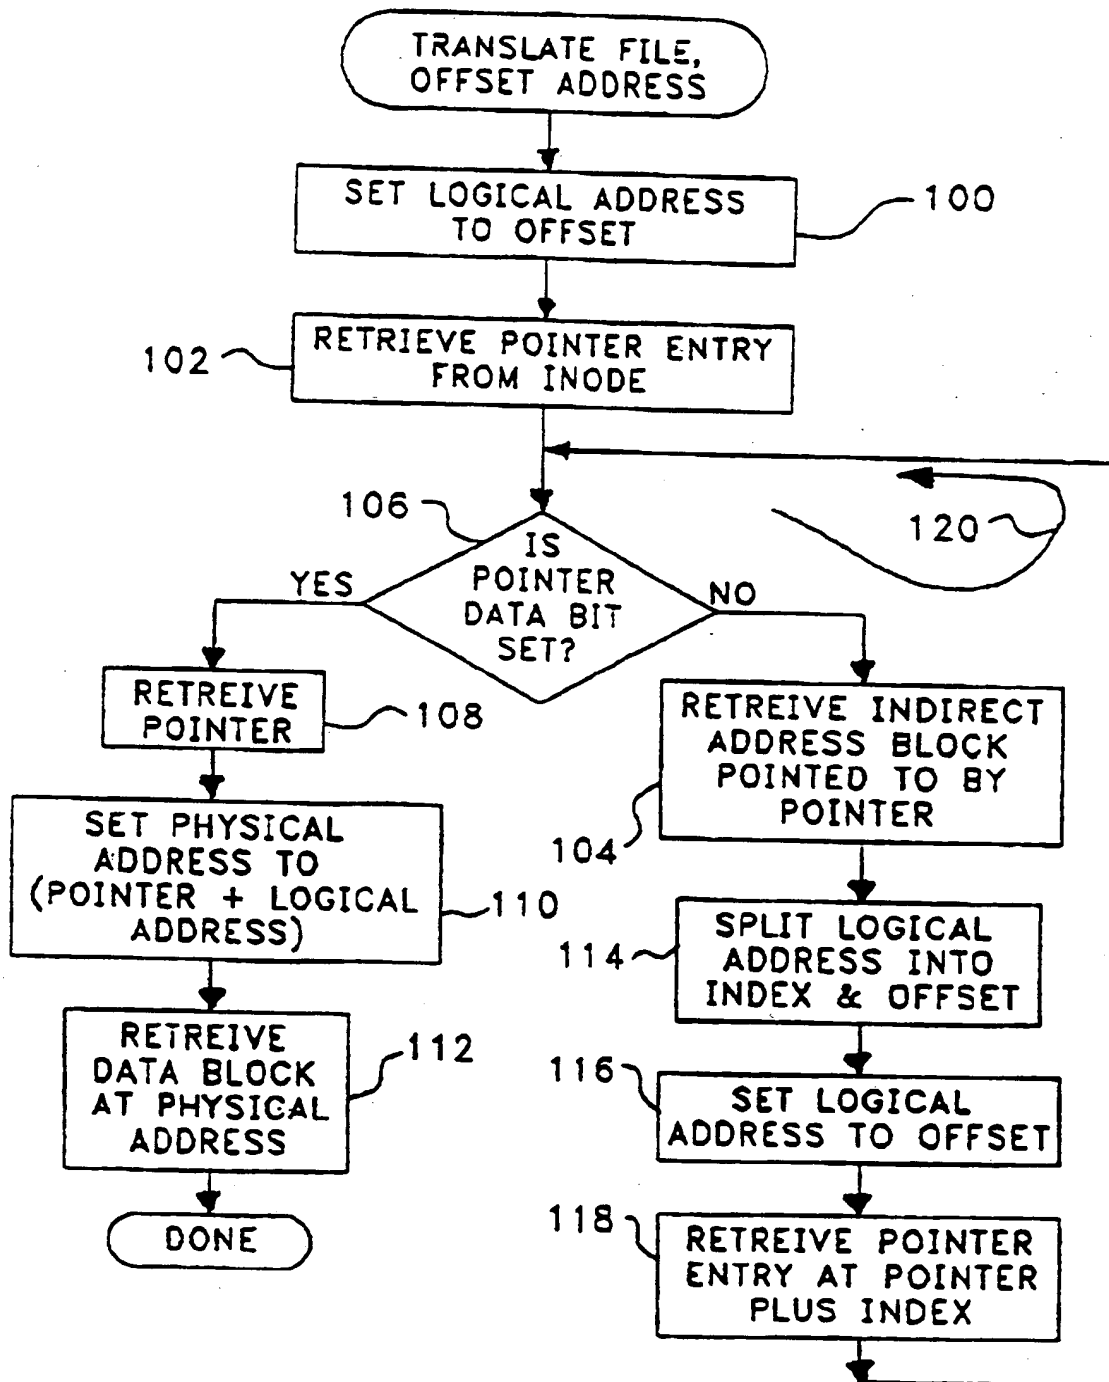 TRANSLATE FILE,
OFFSET ADDRESS
SET LOGICAL ADDRESS
TO OFFSET
100
RETRIEVE POINTER ENTRY
FROM INODE
102
106
IS
POINTER
DATA BIT
SET?
YES
NO
120
RETREIVE
POINTER
108
RETREIVE INDIRECT
ADDRESS BLOCK
POINTED TO BY
POINTER
104
SET PHYSICAL
ADDRESS TO
(POINTER + LOGICAL
ADDRESS)
110
SPLIT LOGICAL
ADDRESS INTO
INDEX & OFFSET
114
RETREIVE
DATA BLOCK
AT PHYSICAL
ADDRESS
112
116
SET LOGICAL
ADDRESS TO OFFSET
DONE
118
RETREIVE POINTER
ENTRY AT POINTER
PLUS INDEX